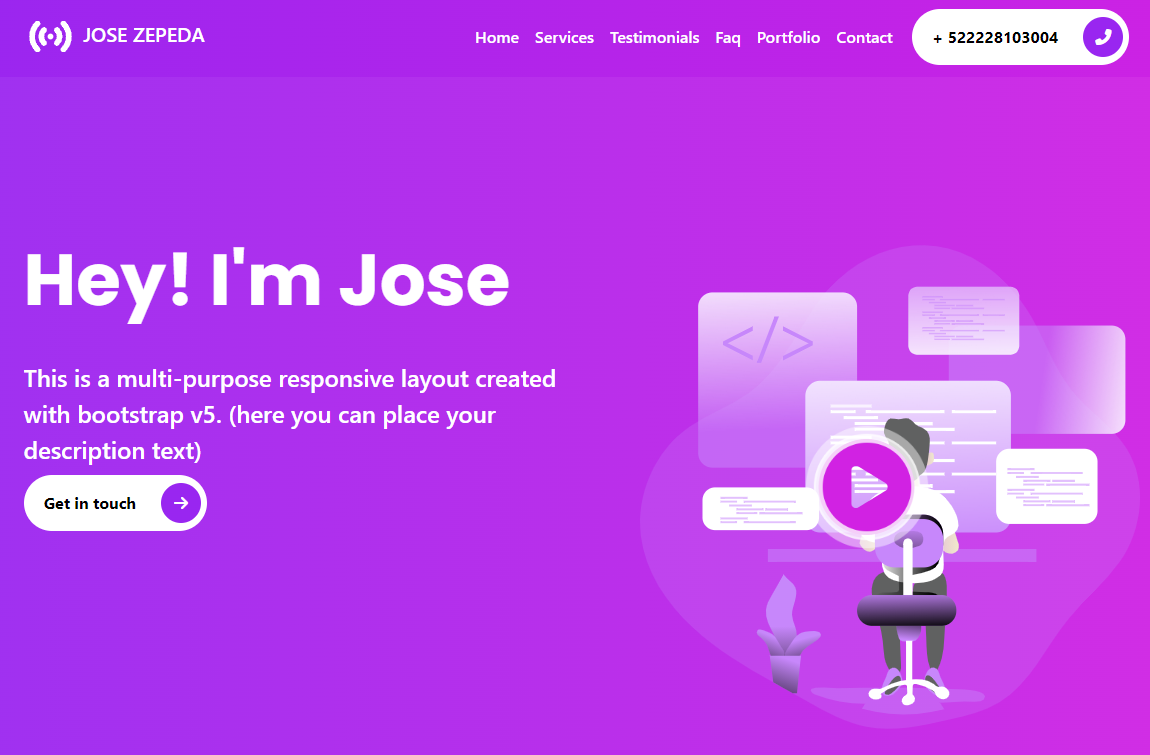 JOSE ZEPEDA
Home Services Testimonials Faq Portfolio Contact
+ 522228103004
Hey! I'm Jose
This is a multi-purpose responsive layout created
with bootstrap v5. (here you can place your
description text)
Get in touch
</>